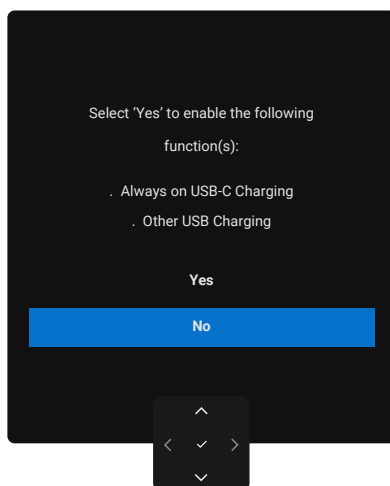 Select ‘Yes’ to enable the following
function(s):
. Always on USB-C Charging
. Other USB Charging
Yes
No